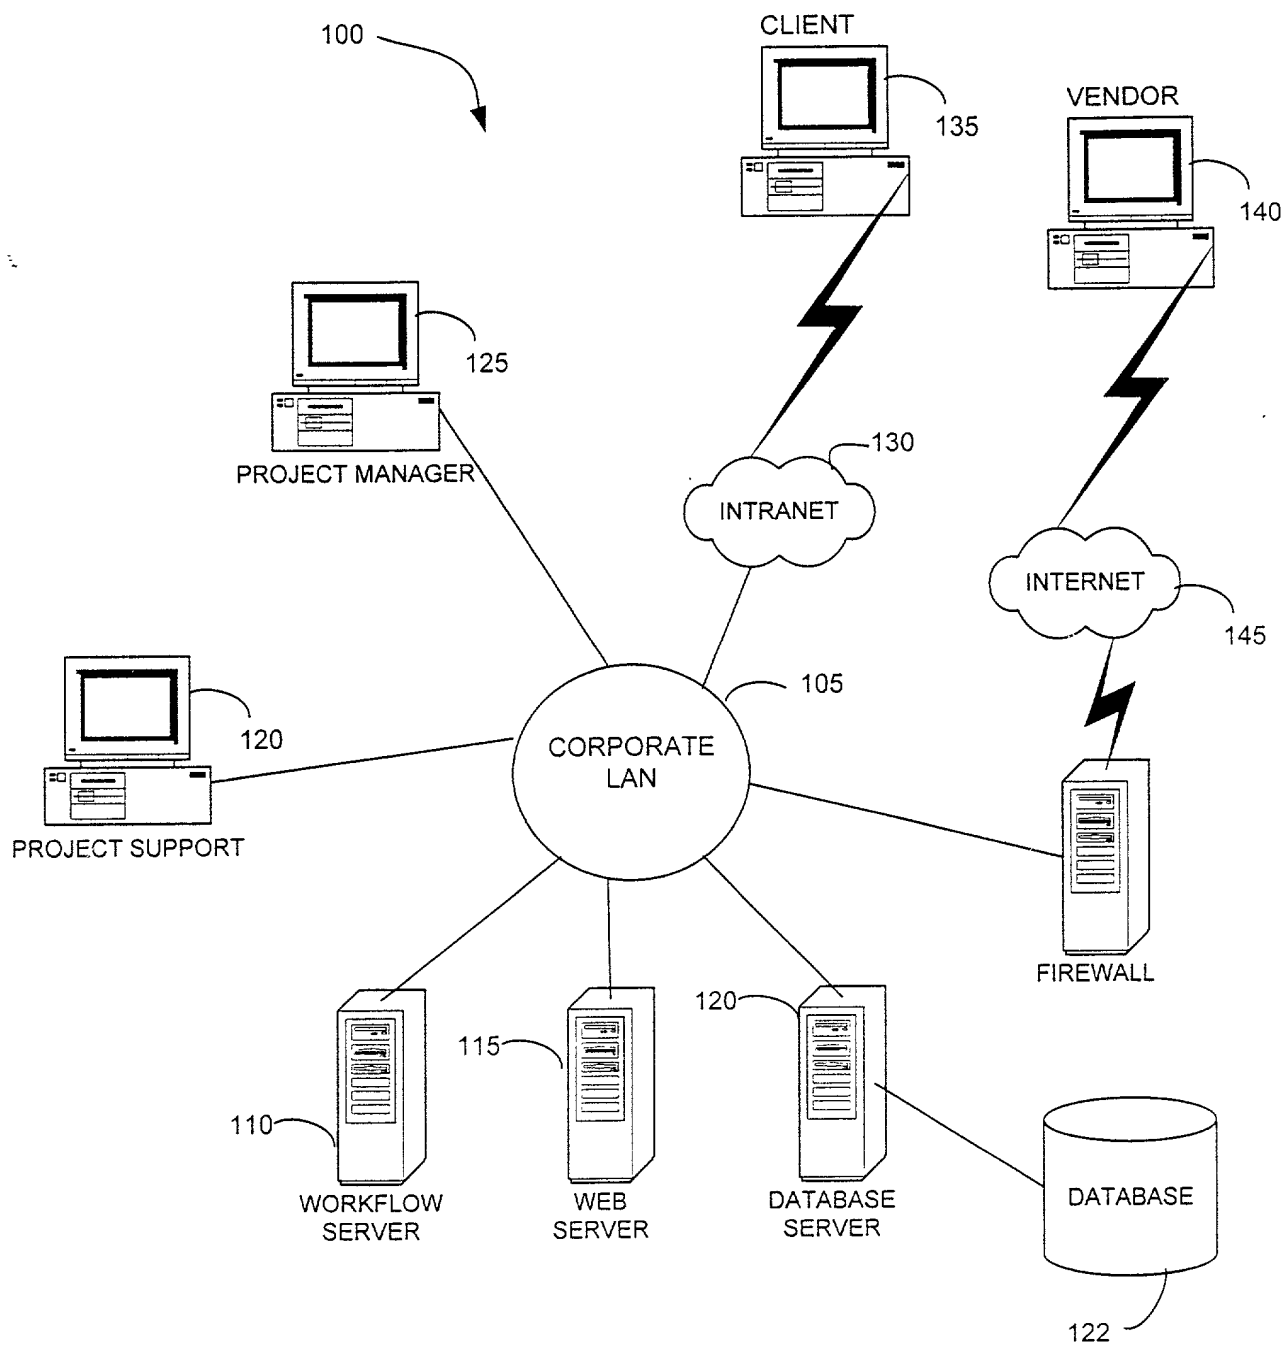 100
CLIENT
135
VENDOR
140
125
PROJECT MANAGER
130
INTRANET
INTERNET
145
105
120
CORPORATE
LAN
PROJECT SUPPORT
FIREWALL
120
115
110
WORKFLOW
SERVER
WEB
SERVER
DATABASE
SERVER
DATABASE
122